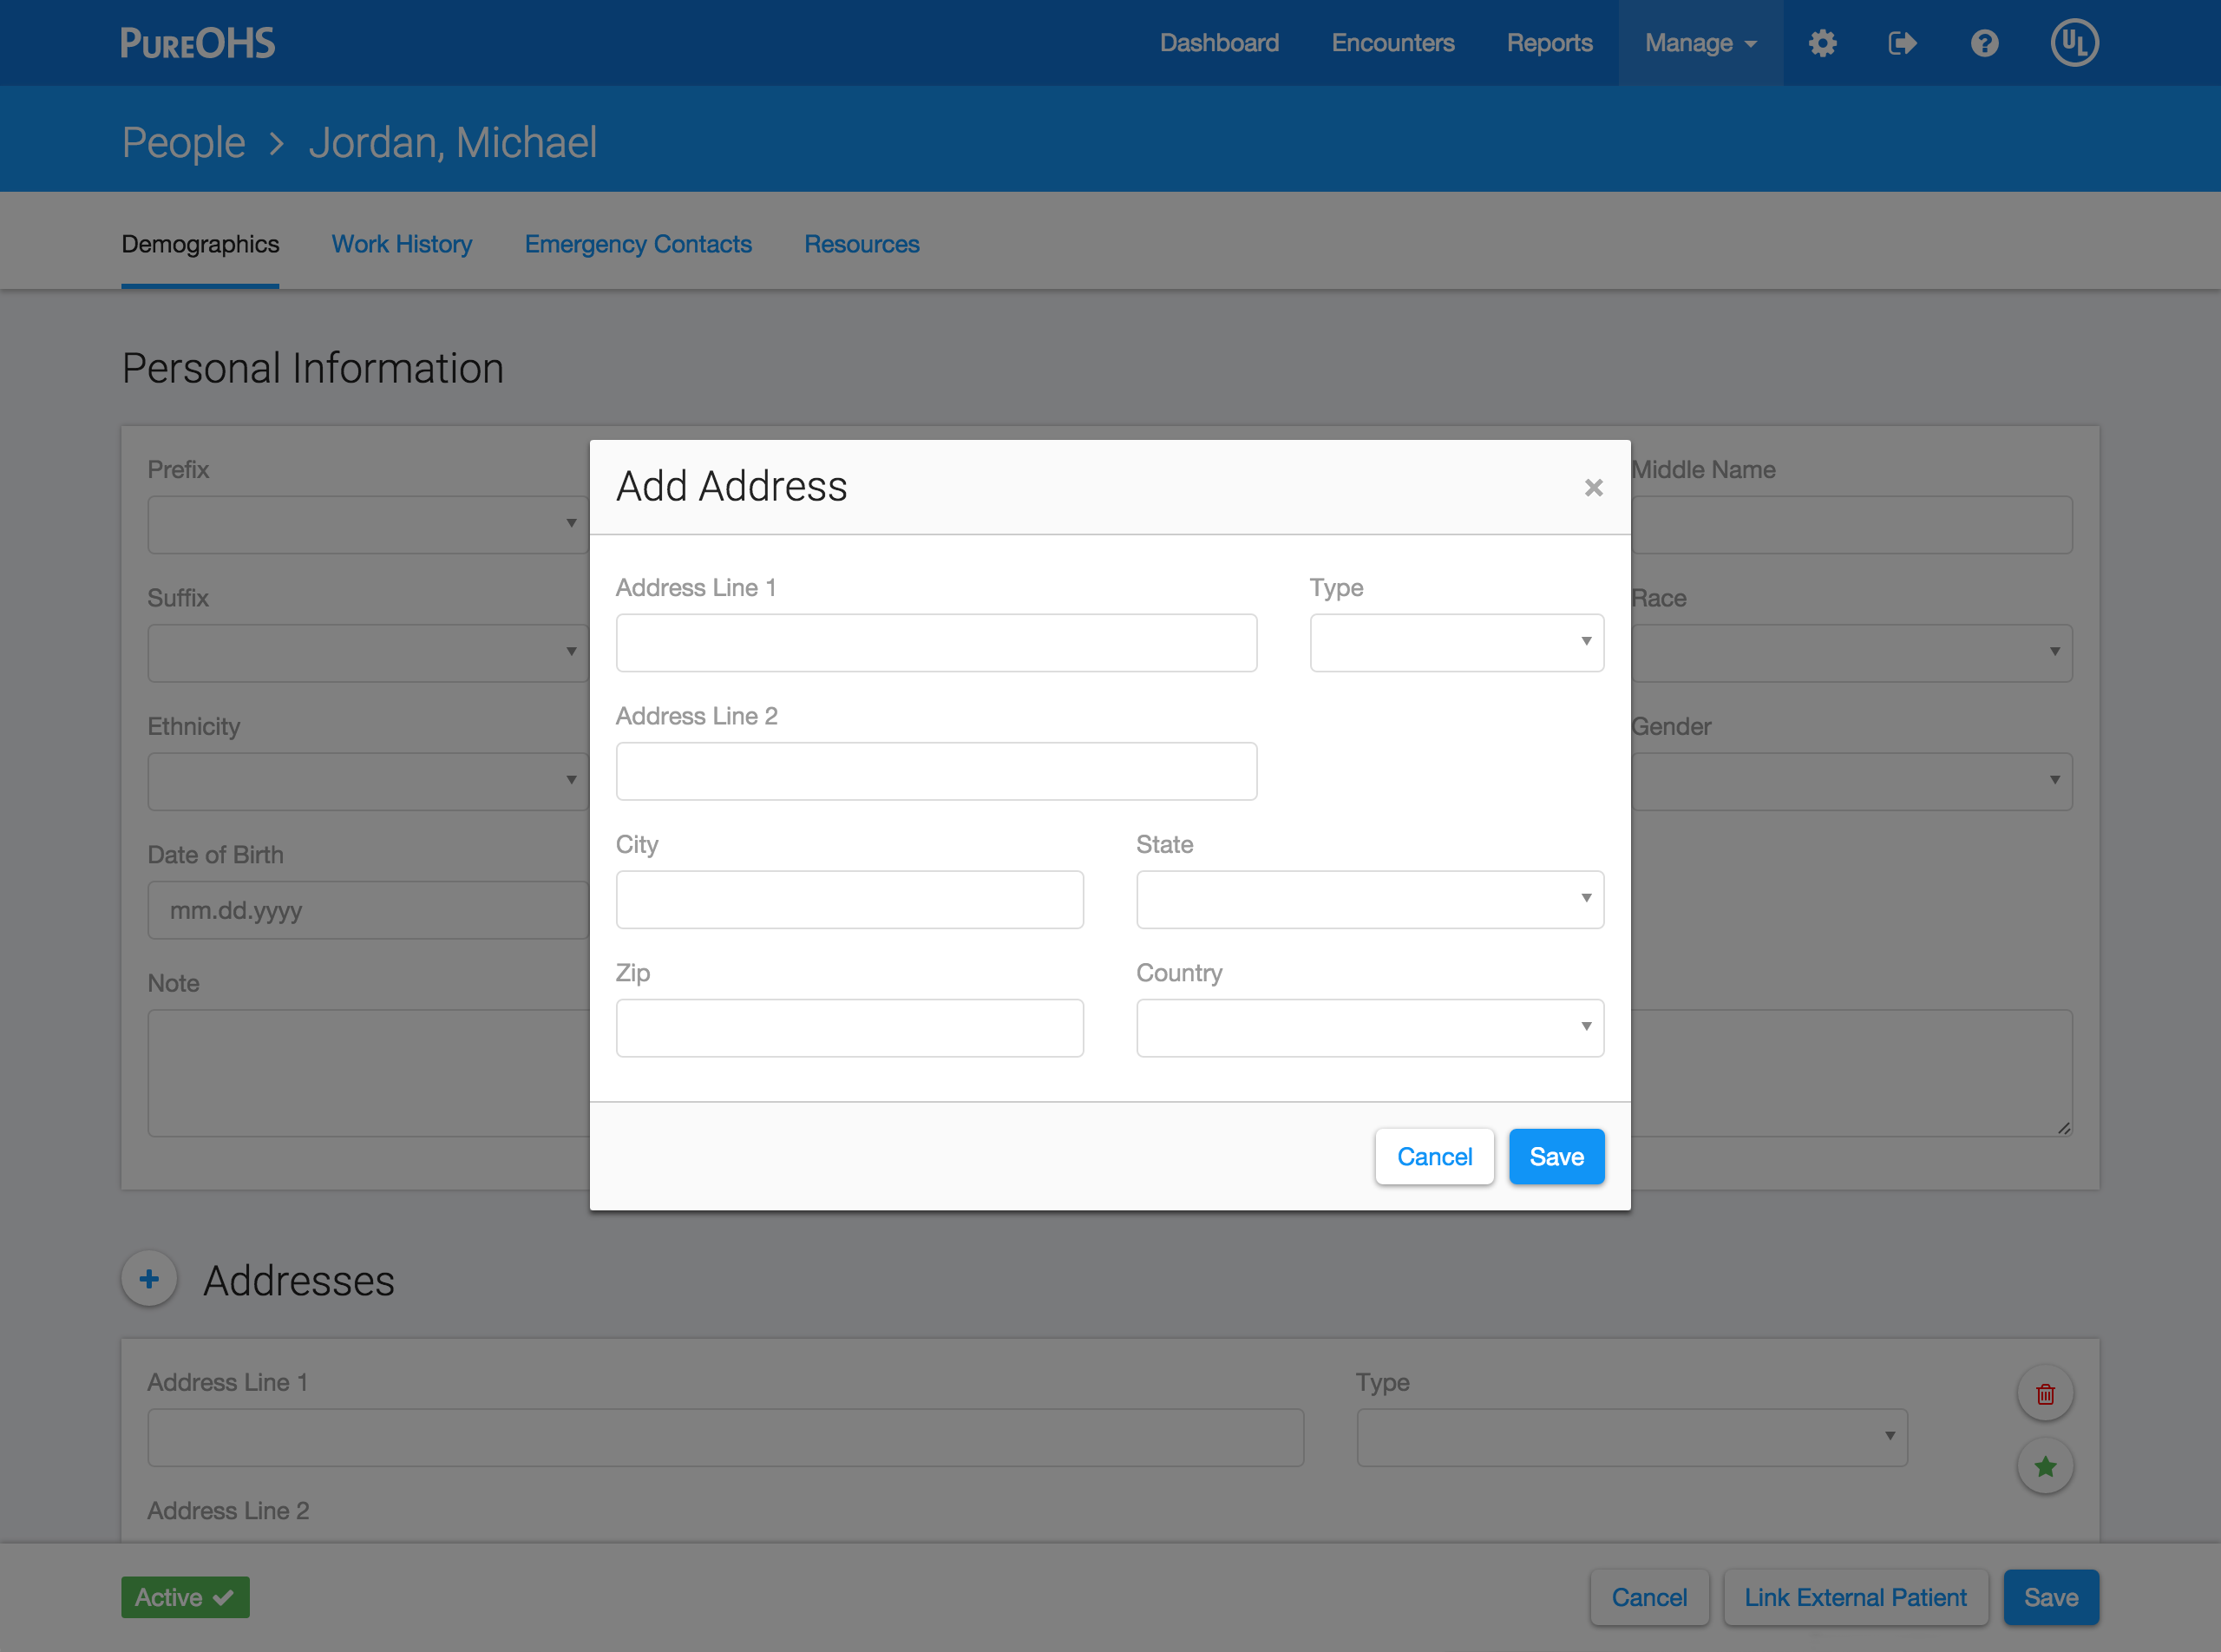 PureOHS
Dashboard Encounters Reports Manage
UL
People > Jordan, Michael
Demographics Work History Emergency Contacts Resources
Personal Information
Prefix
Middle Name
Suffix
Race
Ethnicity
Gender
Date of Birth
mm.dd.yyyy
Note
Add Address
×
Address Line 1
Type
Address Line 2
City
State
Zip
Country
Cancel Save
+ Addresses
Address Line 1
Type
Address Line 2
Active
Cancel Link External Patient Save